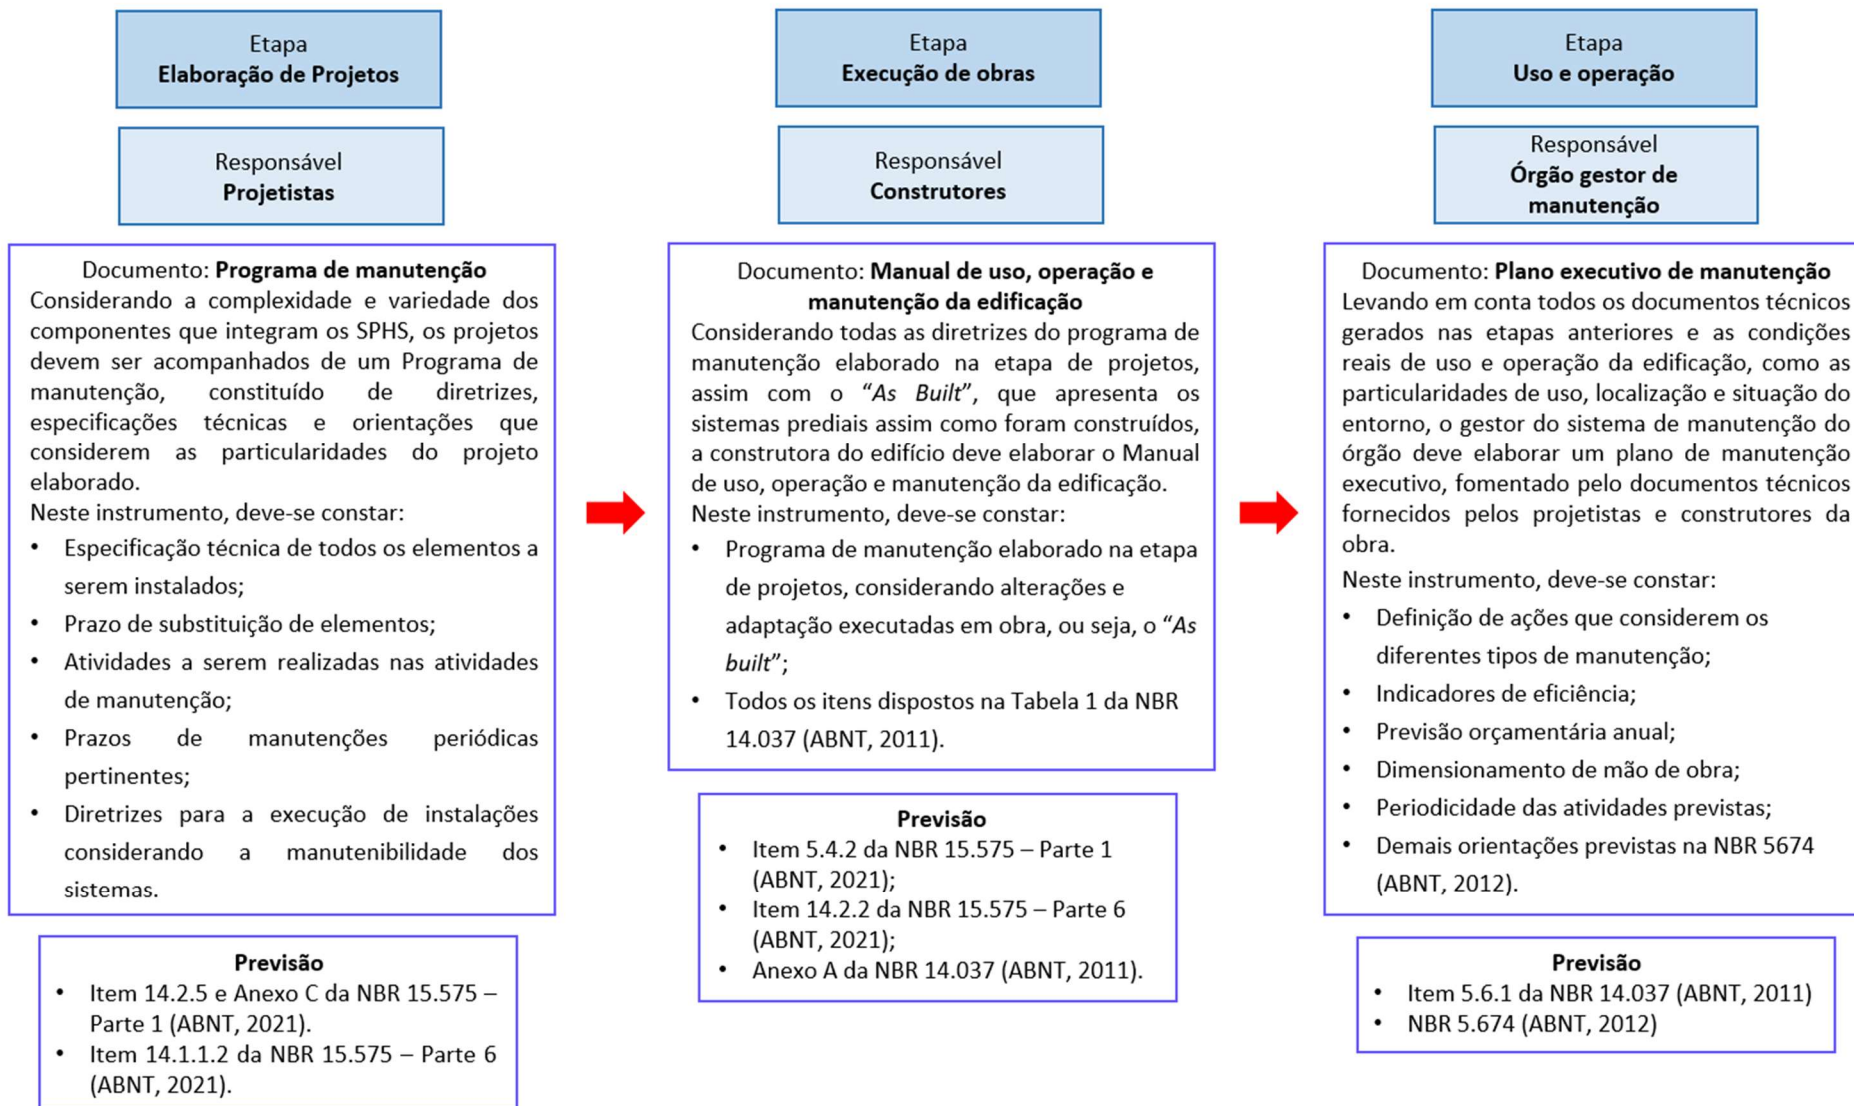 Etapa
Elaboração de Projetos
Responsável
Projetistas
Documento: Programa de manutenção
Considerando a complexidade e variedade dos
componentes que integram os SPHS, os projetos
devem ser acompanhados de um Programa de
manutenção, constituído de diretrizes,
especificações técnicas e orientações que
considerem as particularidades do projeto
elaborado.
Neste instrumento, deve-se constar:
• Especificação técnica de todos os elementos a
serem instalados;
• Prazo de substituição de elementos;
• Atividades a serem realizadas nas atividades
de manutenção;
• Prazos de manutenções periódicas
pertinentes;
• Diretrizes para a execução de instalações
considerando a manutenibilidade dos
sistemas.
Previsão
• Item 14.2.5 e Anexo C da NBR 15.575 –
Parte 1 (ABNT, 2021).
• Item 14.1.1.2 da NBR 15.575 – Parte 6
(ABNT, 2021).
Etapa
Execução de obras
Responsável
Construtores
Documento: Manual de uso, operação e
manutenção da edificação
Considerando todas as diretrizes do programa de
manutenção elaborado na etapa de projetos,
assim com o “As Built”, que apresenta os
sistemas prediais assim como foram construídos,
a construtora do edifício deve elaborar o Manual
de uso, operação e manutenção da edificação.
Neste instrumento, deve-se constar:
• Programa de manutenção elaborado na etapa
de projetos, considerando alterações e
adaptação executadas em obra, ou seja, o “As
built”;
• Todos os itens dispostos na Tabela 1 da NBR
14.037 (ABNT, 2011).
Previsão
• Item 5.4.2 da NBR 15.575 – Parte 1
(ABNT, 2021);
• Item 14.2.2 da NBR 15.575 – Parte 6
(ABNT, 2021);
• Anexo A da NBR 14.037 (ABNT, 2011).
Etapa
Uso e operação
Responsável
Órgão gestor de
manutenção
Documento: Plano executivo de manutenção
Levando em conta todos os documentos técnicos
gerados nas etapas anteriores e as condições
reais de uso e operação da edificação, como as
particularidades de uso, localização e situação do
entorno, o gestor do sistema de manutenção do
órgão deve elaborar um plano de manutenção
executivo, fomentado pelo documentos técnicos
fornecidos pelos projetistas e construtores da
obra.
Neste instrumento, deve-se constar:
• Definição de ações que considerem os
diferentes tipos de manutenção;
• Indicadores de eficiência;
• Previsão orçamentária anual;
• Dimensionamento de mão de obra;
• Periodicidade das atividades previstas;
• Demais orientações previstas na NBR 5674
(ABNT, 2012).
Previsão
• Item 5.6.1 da NBR 14.037 (ABNT, 2011)
• NBR 5.674 (ABNT, 2012)